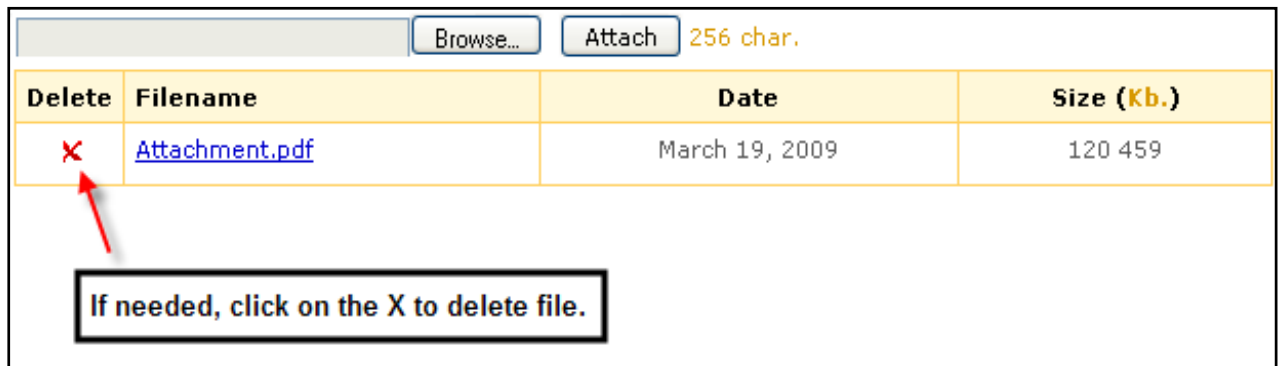 Browse... Attach 256 char.
Delete Filename Date Size (Kb.)
Attachment.pdf March 19, 2009 120 459
If needed, click on the X to delete file.